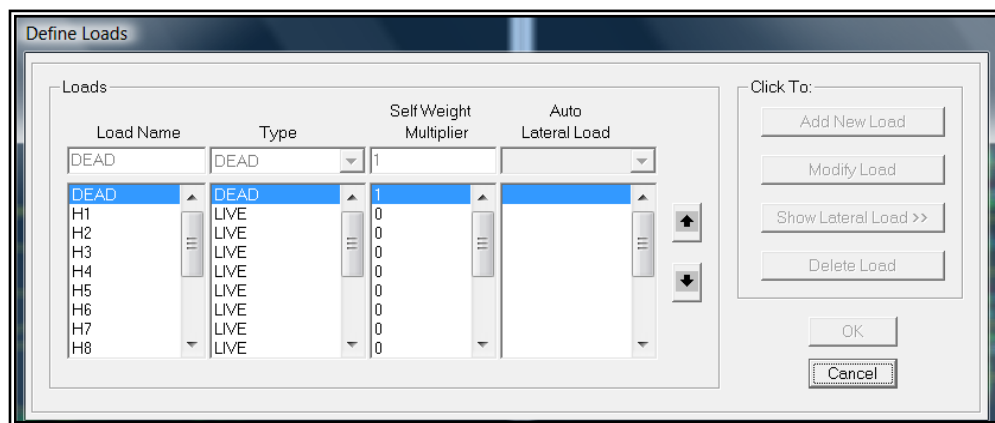 Define Loads
Loads
Load Name Type Self Weight Multiplier Auto Lateral Load
DEAD DEAD 1
DEAD DEAD 1
H1 LIVE 0
H2 LIVE 0
H3 LIVE 0
H4 LIVE 0
H5 LIVE 0
H6 LIVE 0
H7 LIVE 0
H8 LIVE 0
Click To:
Add New Load
Modify Load
Show Lateral Load >>
Delete Load
OK
Cancel